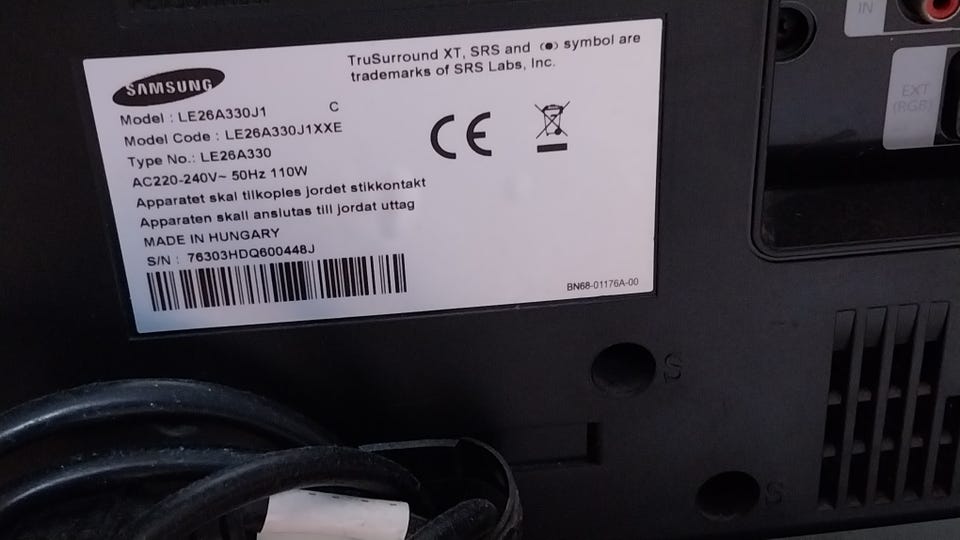 SAMSUNG
TruSurround XT, SRS and (●) symbol are
trademarks of SRS Labs, Inc.
Model : LE26A330J1 C
Model Code : LE26A330J1XXE
Type No.: LE26A330
AC220-240V~ 50Hz 110W
Apparatet skal tilkoples jordet stikkontakt
Apparaten skall anslutas till jordat uttag
MADE IN HUNGARY
S/N : 76303HDQ600448J
BN68-01176A-00
IN
EXT
(RGB)
S
S